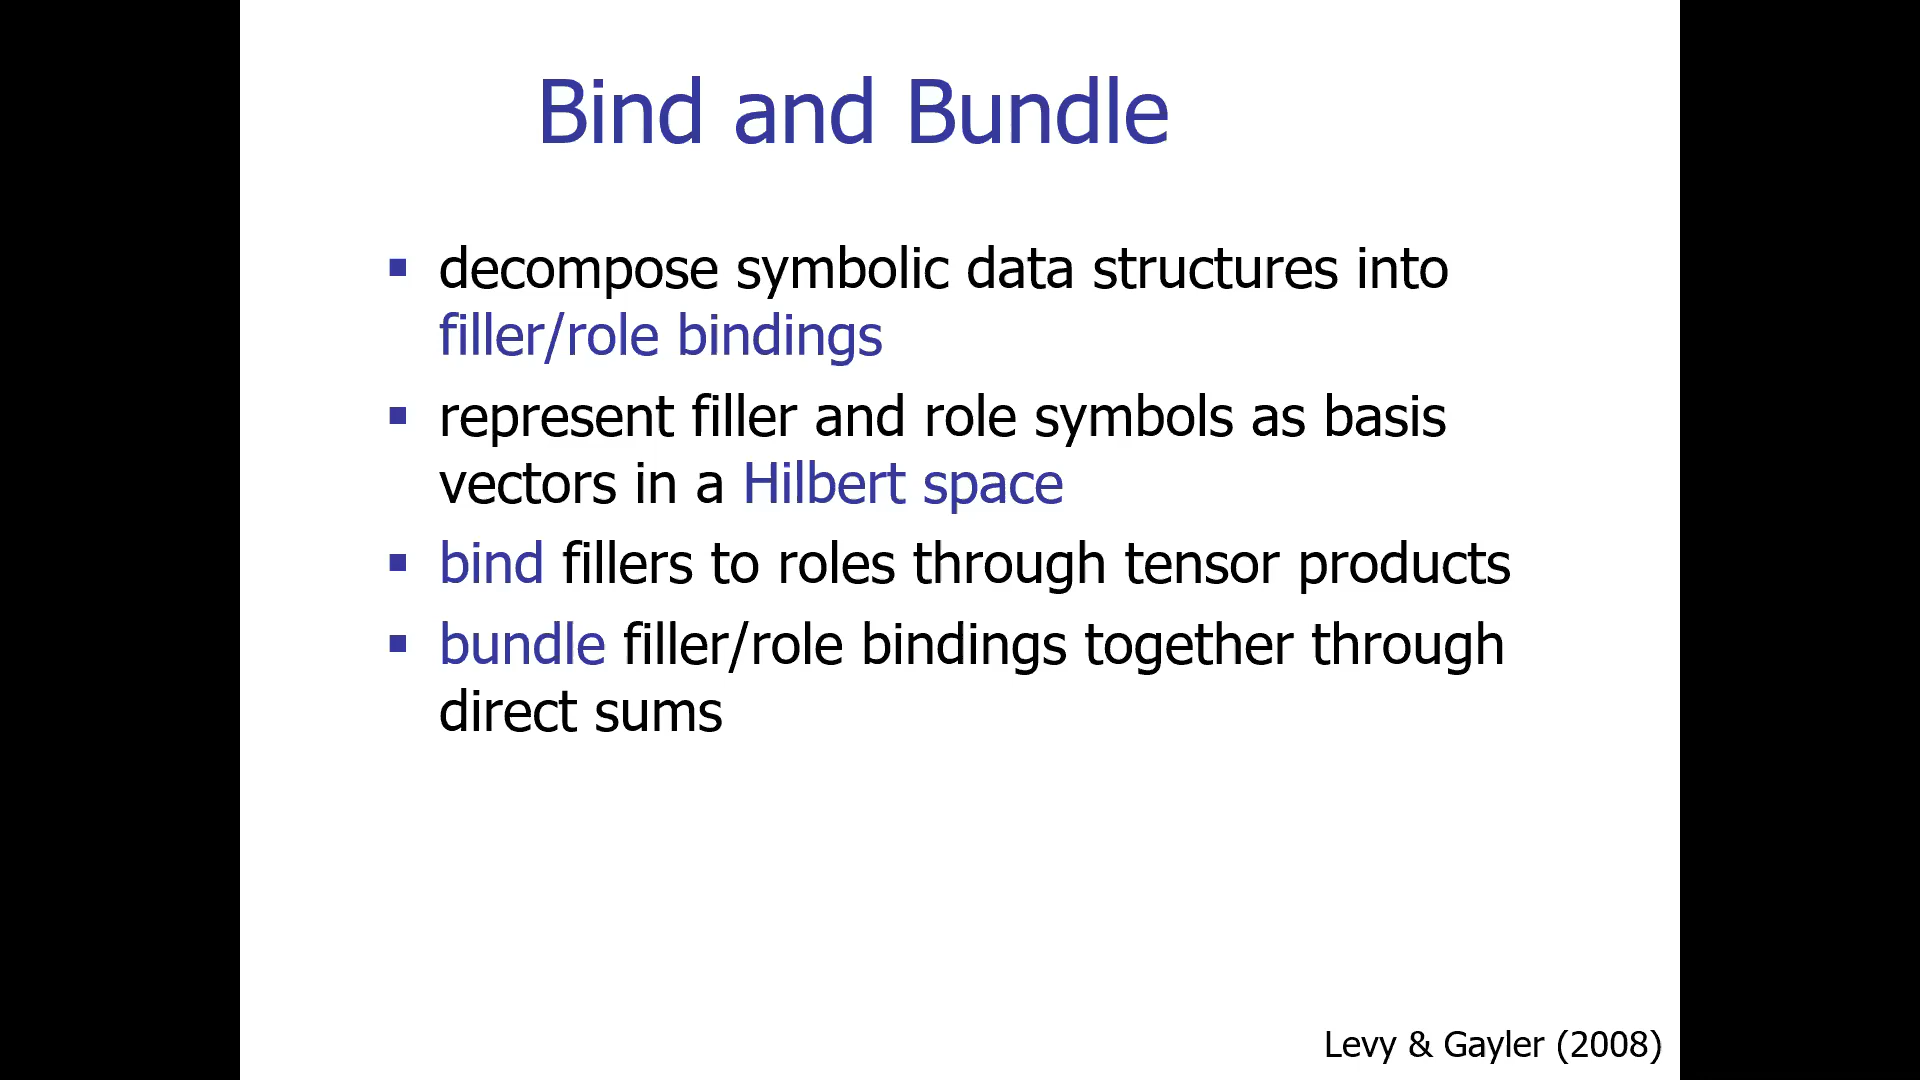 Bind and Bundle
▪ decompose symbolic data structures into
filler/role bindings
▪ represent filler and role symbols as basis
vectors in a Hilbert space
▪ bind fillers to roles through tensor products
▪ bundle filler/role bindings together through
direct sums
Levy & Gayler (2008)